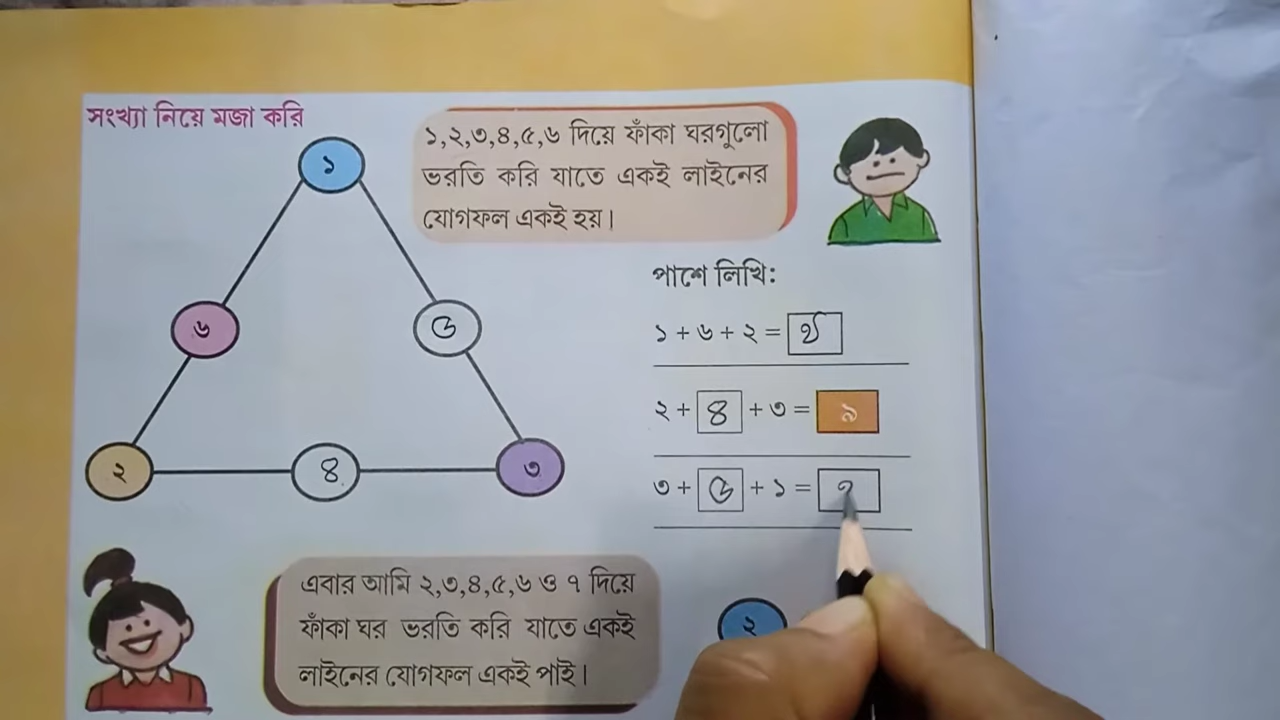 সংখ্যা নিয়ে মজা করি
১,২,৩,৪,৫,৬ দিয়ে ফাঁকা ঘরগুলো
ভরতি করি যাতে একই লাইনের
যোগফল একই হয়।
১
৬
৫
২
৪
৩
পাশে লিখি:
১ + ৬ + ২ = ৯
২ + ৪ + ৩ = ৯
৩ + ৫ + ১ =
এবার আমি ২,৩,৪,৫,৬ ও ৭ দিয়ে
ফাঁকা ঘর ভরতি করি যাতে একই
লাইনের যোগফল একই পাই।
২